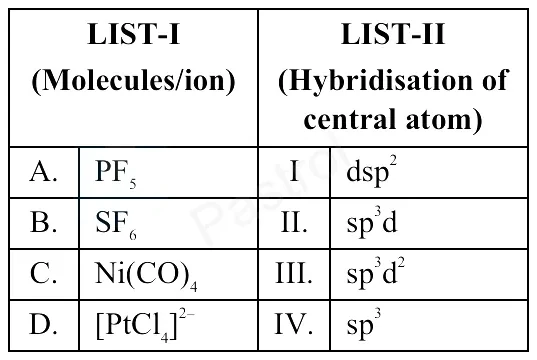 LIST-I LIST-II
(Molecules/ion) (Hybridisation of
central atom)
A. PF₅ I dsp²
B. SF₆ II. sp³d
C. Ni(CO)₄ III. sp³d²
D. [PtCl₄]²⁻ IV. sp³